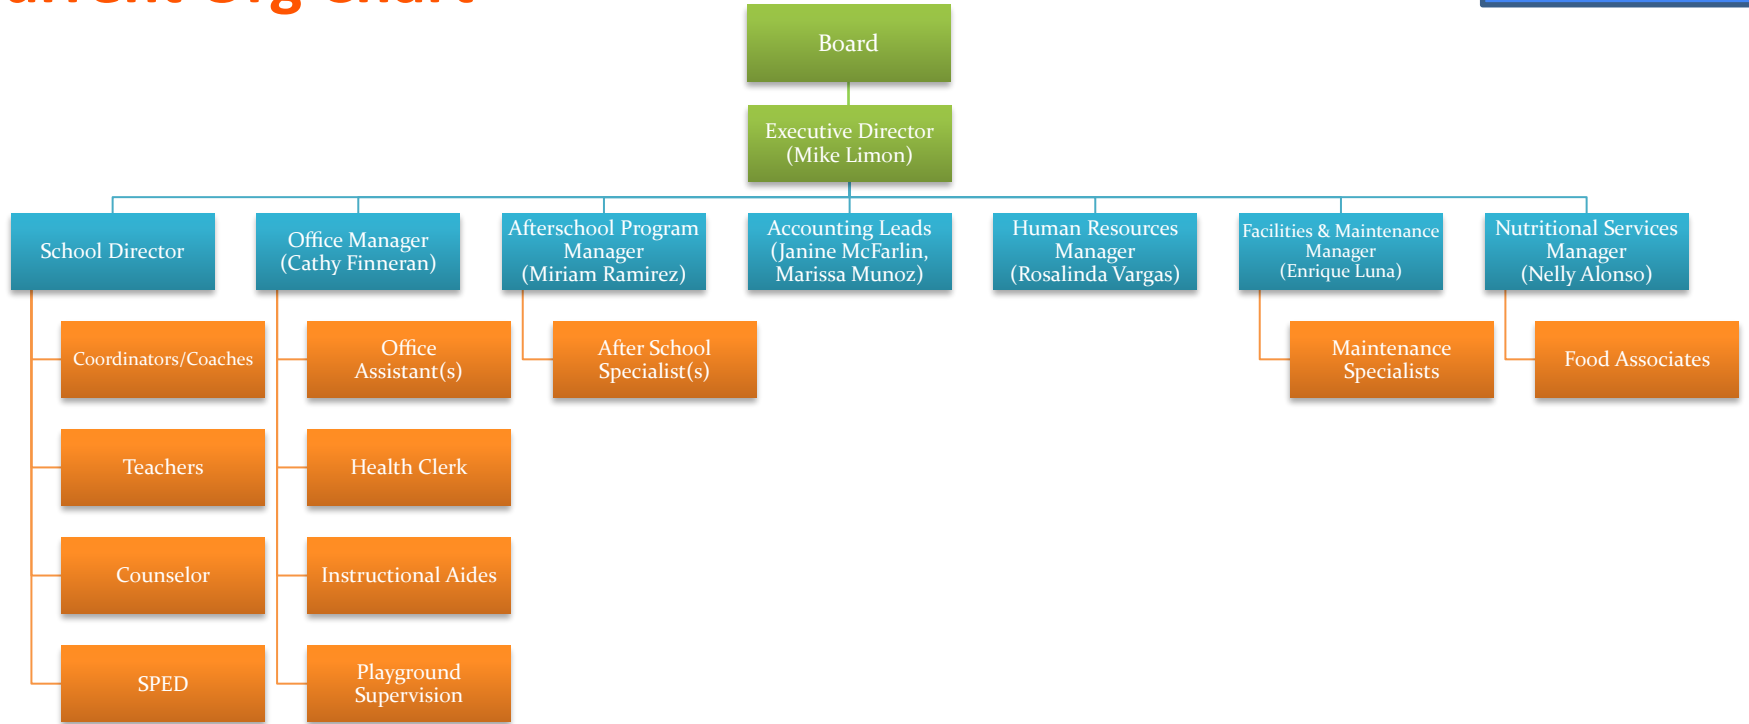 Org Chart
Board
Executive Director
(Mike Limon)
School Director
Office Manager
(Cathy Finneran)
Afterschool Program
Manager
(Miriam Ramirez)
Accounting Leads
(Janine McFarlin,
Marissa Munoz)
Human Resources
Manager
(Rosalinda Vargas)
Facilities & Maintenance
Manager
(Enrique Luna)
Nutritional Services
Manager
(Nelly Alonso)
Coordinators/Coaches
Office
Assistant(s)
After School
Specialist(s)
Maintenance
Specialists
Food Associates
Teachers
Health Clerk
Counselor
Instructional Aides
SPED
Playground
Supervision